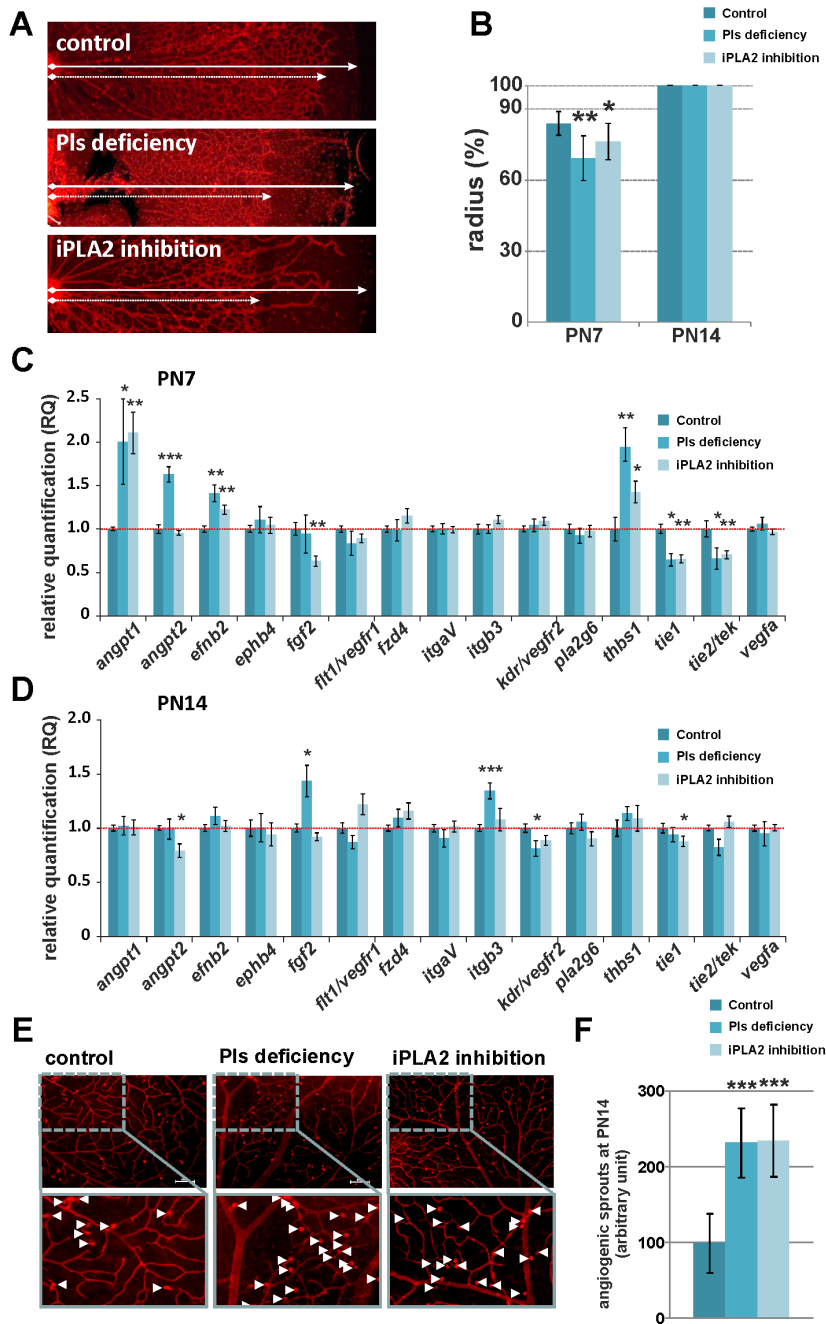 A
control
Pls deficiency
iPLA2 inhibition
B
Control
Pls deficiency
iPLA2 inhibition
radius (%)
100
90
60
30
0
** *
PN7 PN14
C
PN7
relative quantification (RQ)
2.5
2.0
1.5
1.0
0.5
0
* ** *** ** ** ** ** * * ** * **
Control
Pls deficiency
iPLA2 inhibition
angpt1 angpt2 efnb2 ephb4 fgf2 flt1/vegfr1 fzd4 itgaV itgb3 kdr/vegfr2 pla2g6 thbs1 tie1 tie2/tek vegfa
D
PN14
relative quantification (RQ)
2.0
1.5
1.0
0.5
0
* * *** * *
Control
Pls deficiency
iPLA2 inhibition
angpt1 angpt2 efnb2 ephb4 fgf2 flt1/vegfr1 fzd4 itgaV itgb3 kdr/vegfr2 pla2g6 thbs1 tie1 tie2/tek vegfa
E
control Pls deficiency iPLA2 inhibition
F
Control
Pls deficiency
iPLA2 inhibition
angiogenic sprouts at PN14
(arbitrary unit)
300
200
100
0
*** ***